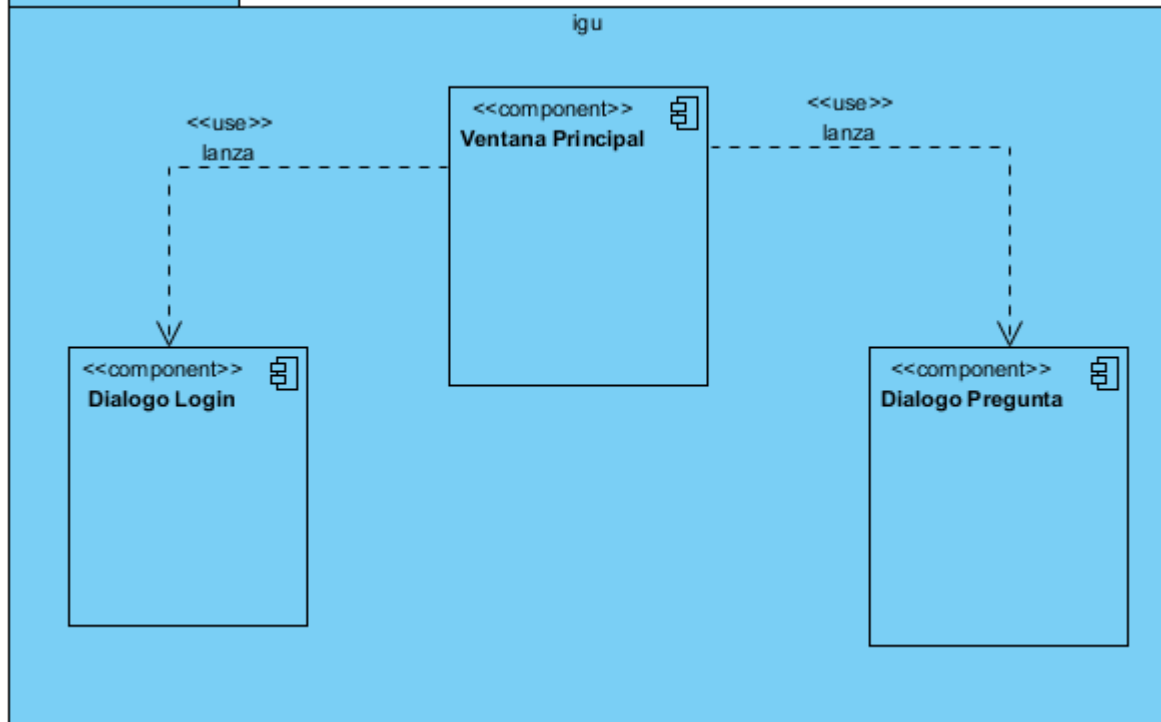 igu
<<use>>
lanza
<<component>>
Ventana Principal
<<use>>
lanza
<<component>>
Dialogo Login
<<component>>
Dialogo Pregunta